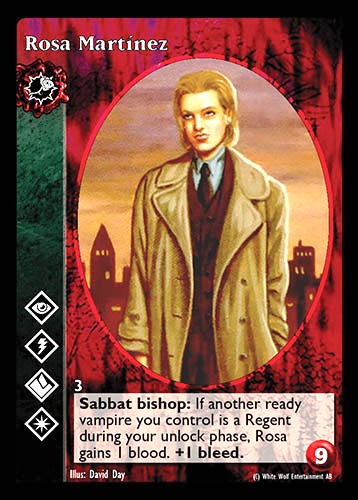 Rosa Martínez
3
Sabbat bishop: If another ready
vampire you control is a Regent
during your unlock phase, Rosa
gains 1 blood. +1 bleed.
9
Illus: David Day
(C) White Wolf Entertainment AB